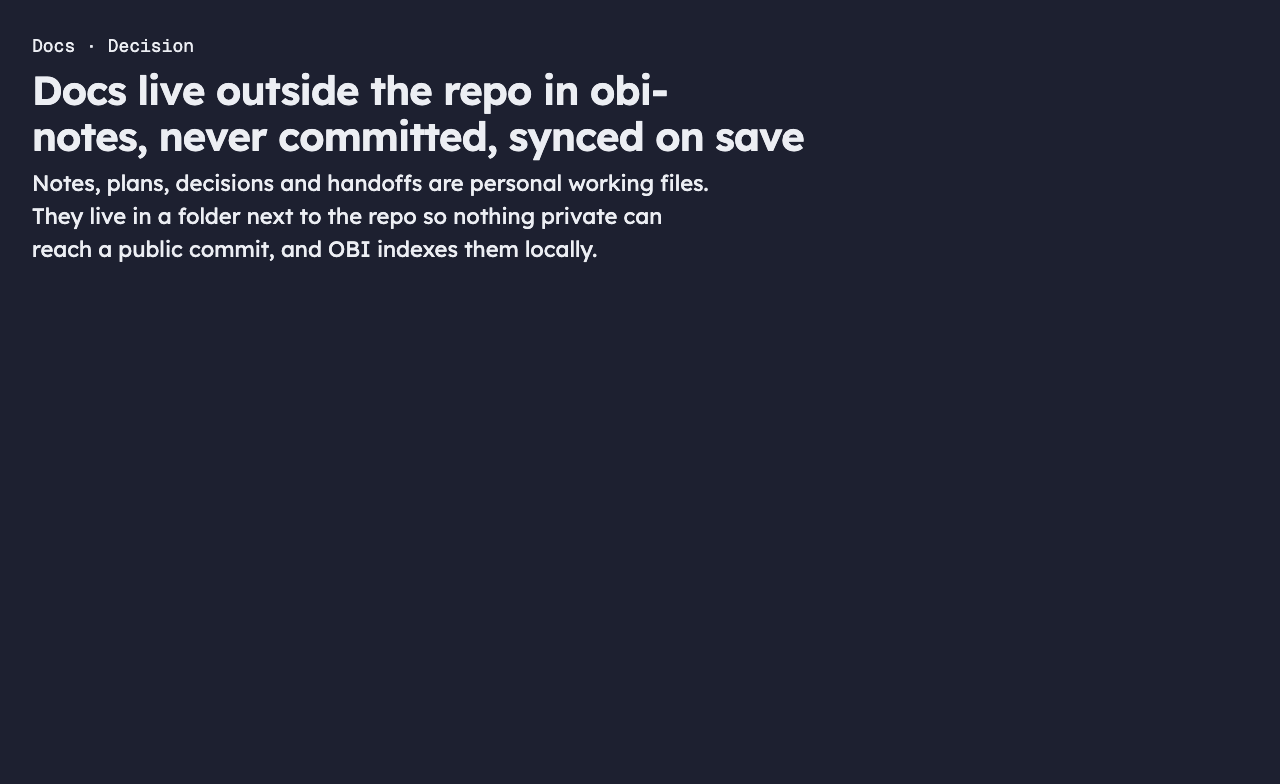 Docs · Decision
Docs live outside the repo in obi-
notes, never committed, synced on save
Notes, plans, decisions and handoffs are personal working files.
They live in a folder next to the repo so nothing private can
reach a public commit, and OBI indexes them locally.